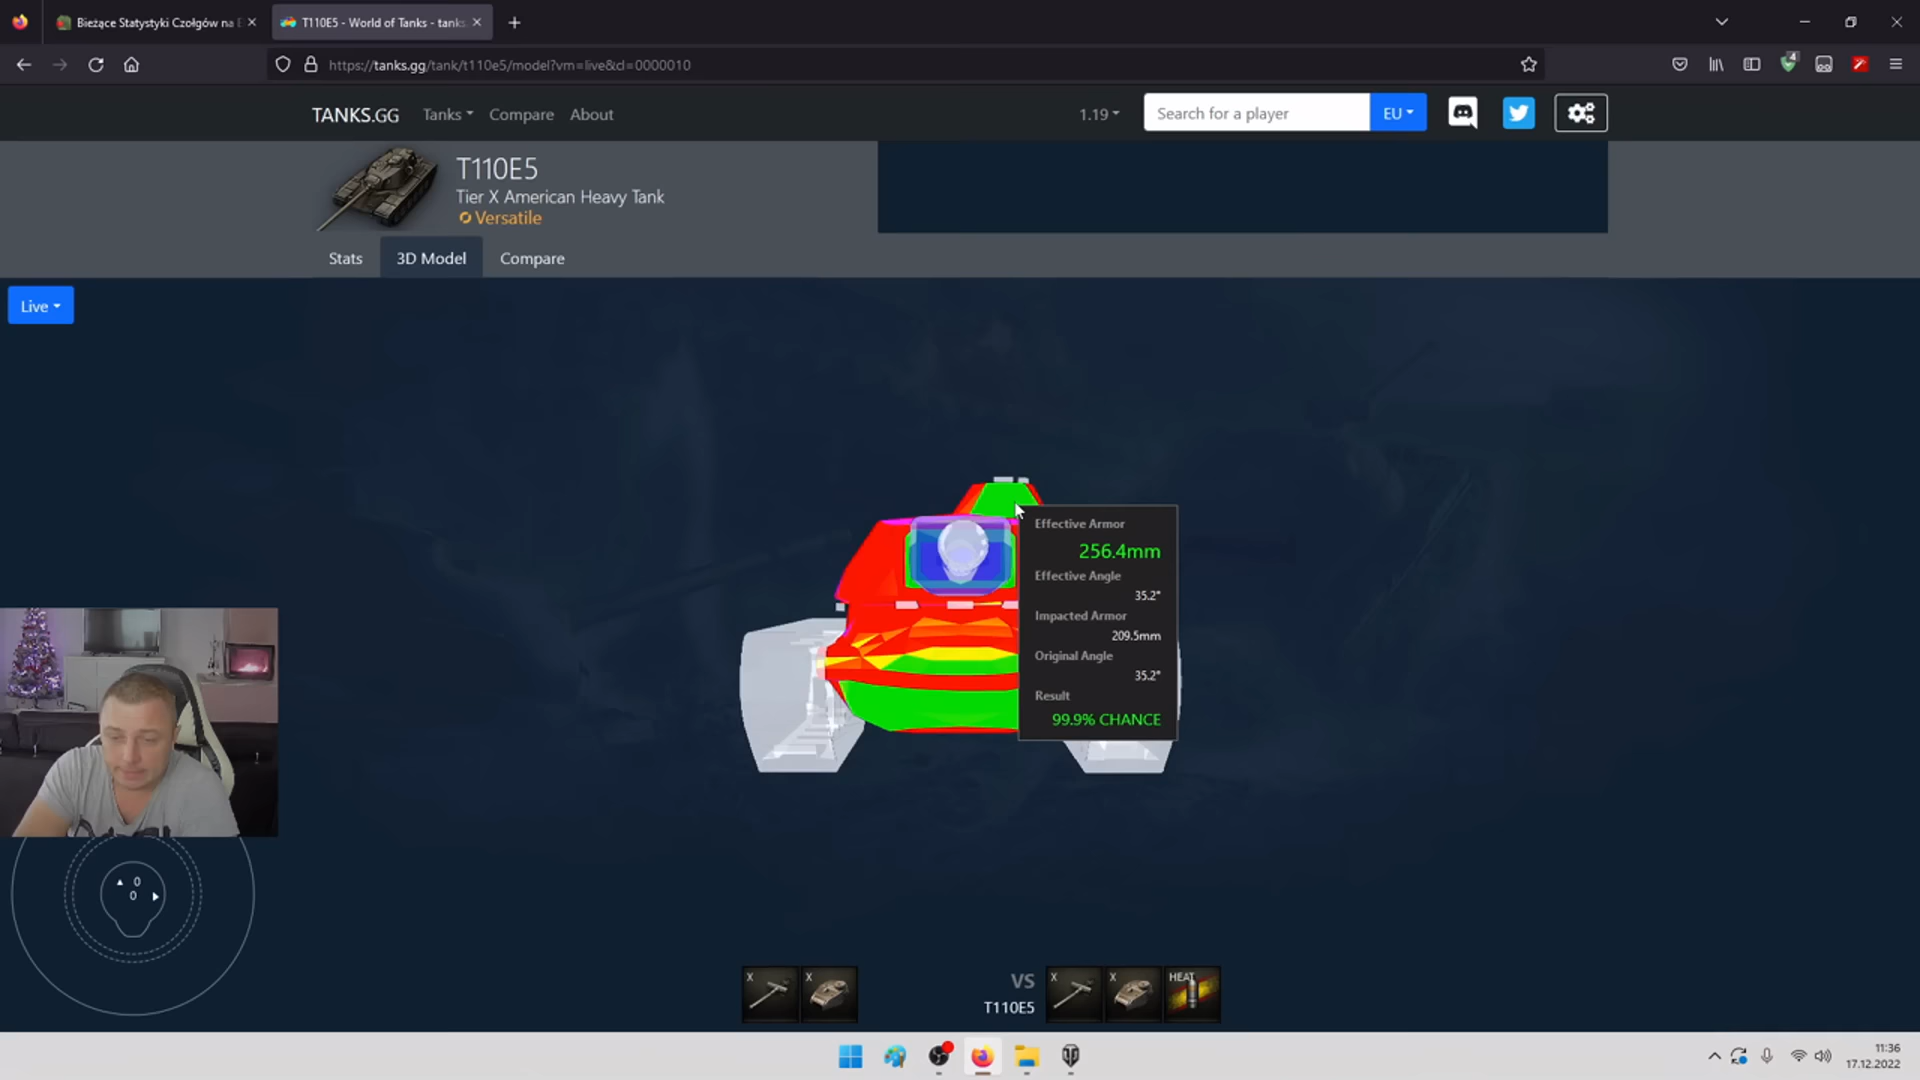 Bieżące Statystyki Czołgów na E
T110E5 - World of Tanks - tanks.
https://tanks.gg/tank/t110e5/model?vm=live&cl=0000010
4
TANKS.GG
Tanks
Compare
About
1.19
Search for a player
EU
T110E5
Tier X American Heavy Tank
Versatile
Stats
3D Model
Compare
Live
Effective Armor
256.4mm
Effective Angle
35.2°
Impacted Armor
209.5mm
Original Angle
35.2°
Result
99.9% CHANCE
0
0
X
X
VS
T110E5
X
X
HEAT
11:36
17.12.2022